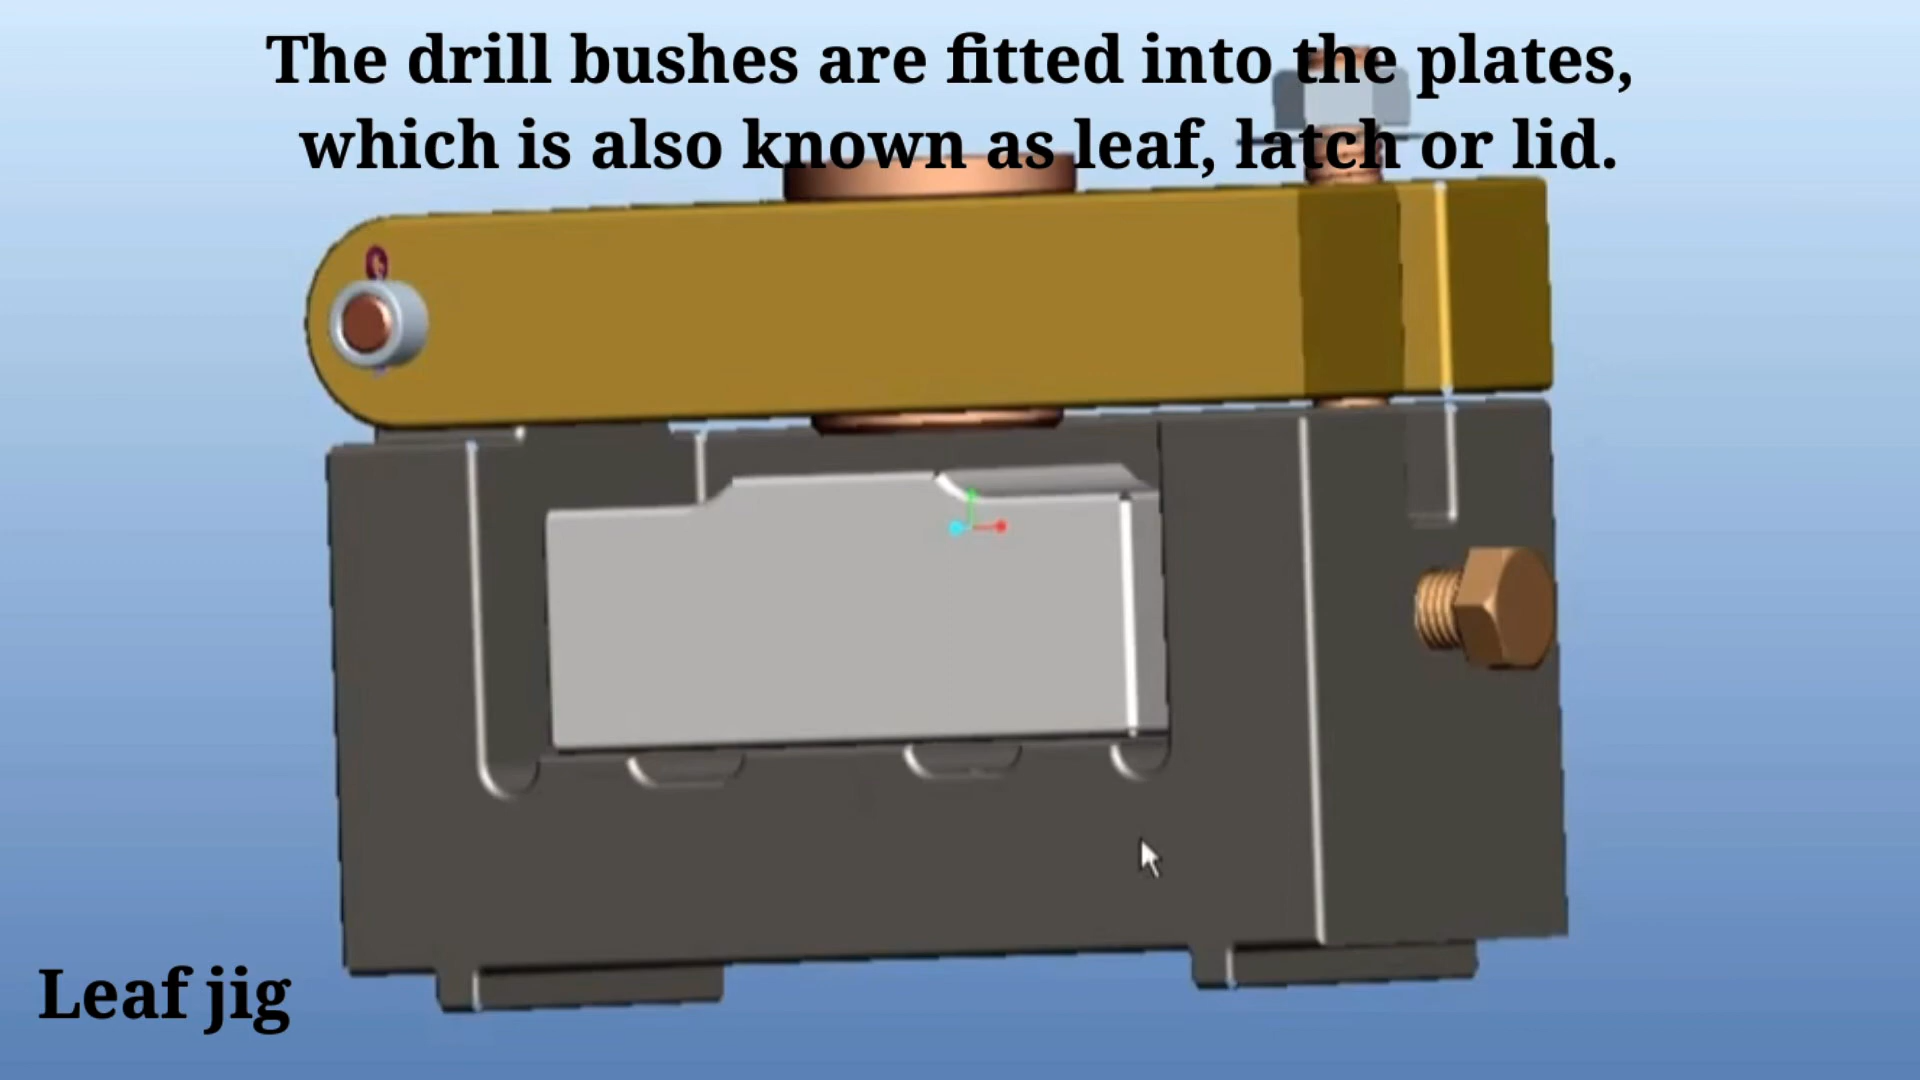 The drill bushes are fitted into the plates,
which is also known as leaf, latch or lid.
Leaf jig